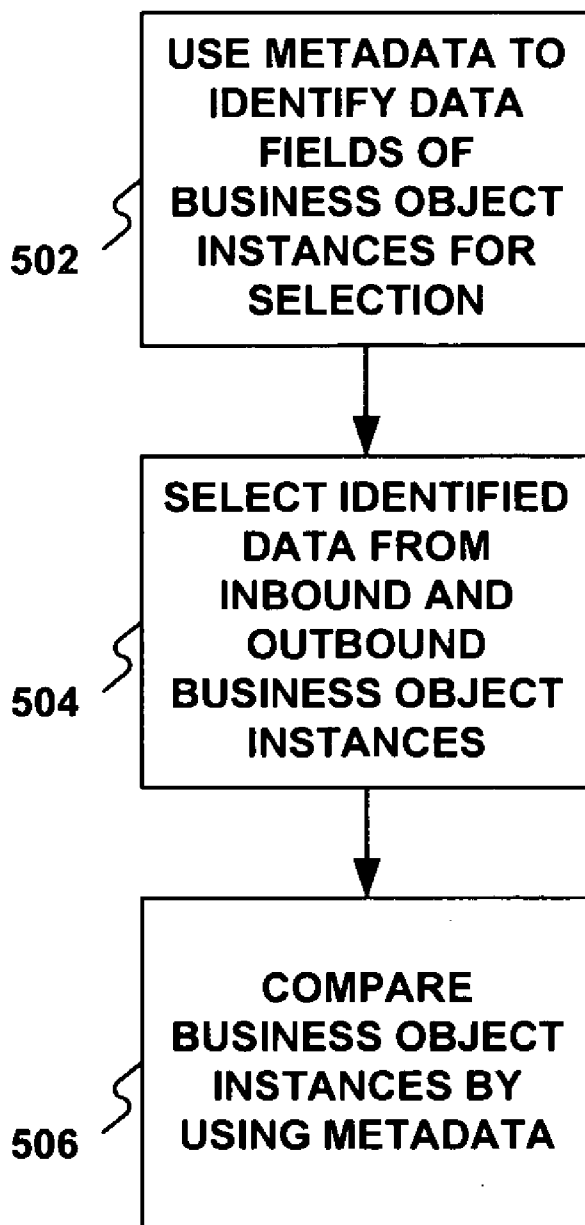 USE METADATA TO
IDENTIFY DATA
FIELDS OF
BUSINESS OBJECT
INSTANCES FOR
SELECTION
502
SELECT IDENTIFIED
DATA FROM
INBOUND AND
OUTBOUND
BUSINESS OBJECT
INSTANCES
504
COMPARE
BUSINESS OBJECT
INSTANCES BY
USING METADATA
506